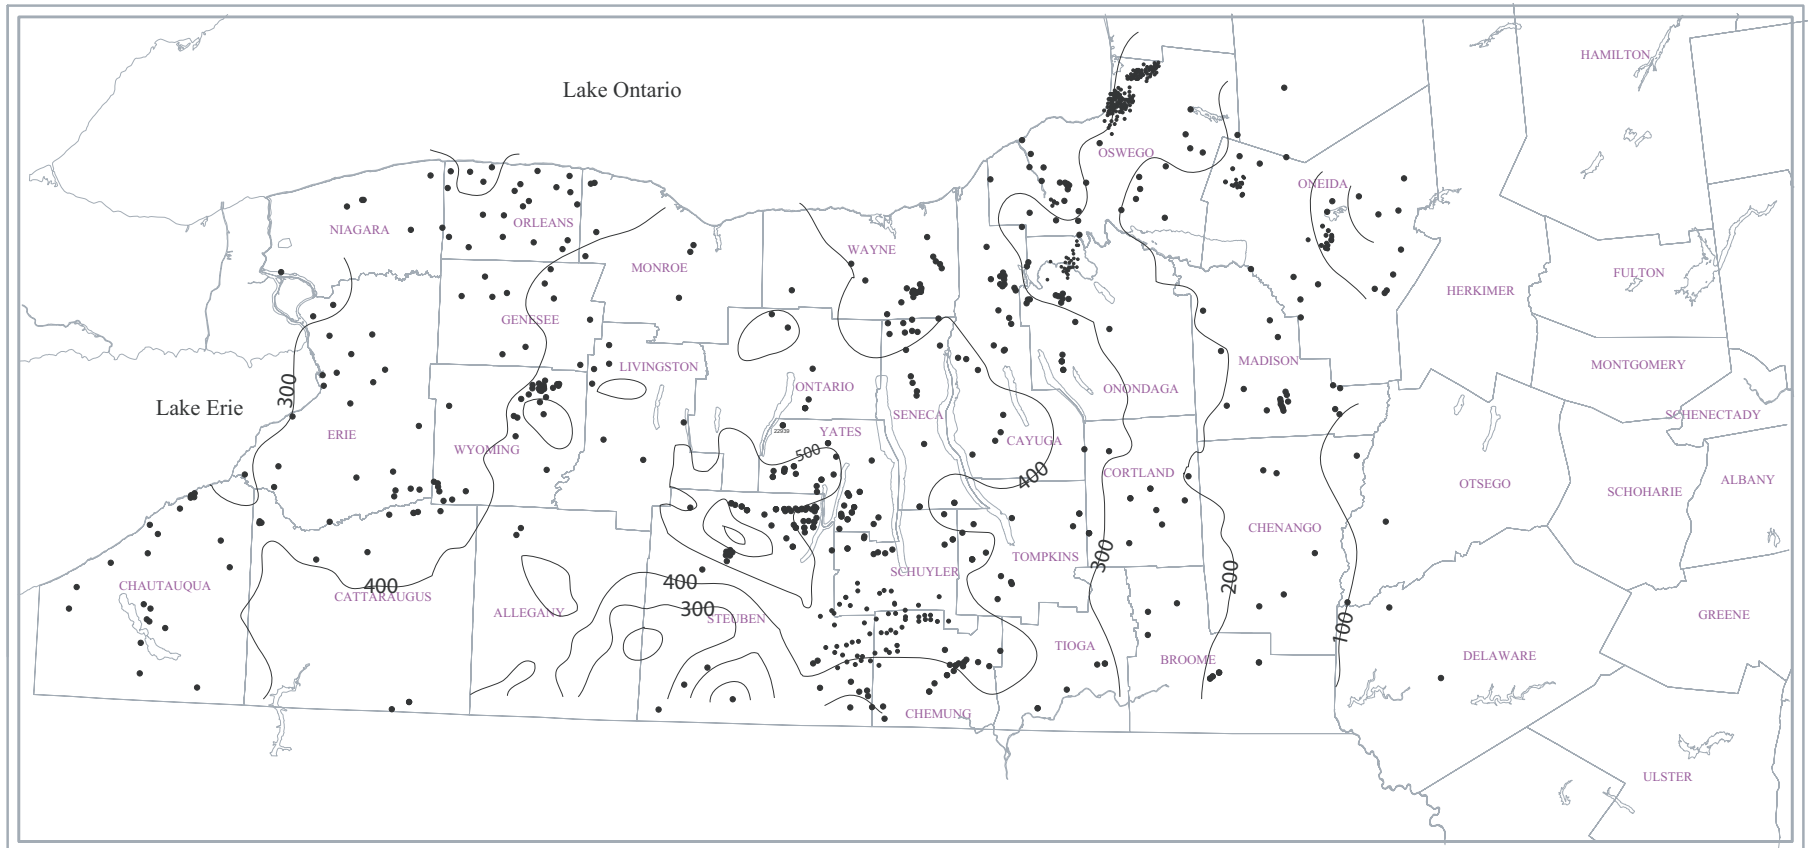 HAMILTON
Lake Ontario
OSWEGO
ONEIDA
ORLEANS
NIAGARA
WAYNE
MONROE
FULTON
HERKIMER
GENESEE
MADISON
MONTGOMERY
LIVINGSTON
ONTARIO
300
ONONDAGA
Lake Erie
SENECA
SCHENECTADY
22939
YATES
ERIE
CAYUGA
WYOMING
500
CORTLAND
400
ALBANY
OTSEGO
SCHOHARIE
CHENANGO
300
TOMPKINS
SCHUYLER
200
CHAUTAUQUA
400
400
CATTARAUGUS
300
ALLEGANY
STEUBEN
GREENE
100
TIOGA
DELAWARE
BROOME
CHEMUNG
ULSTER